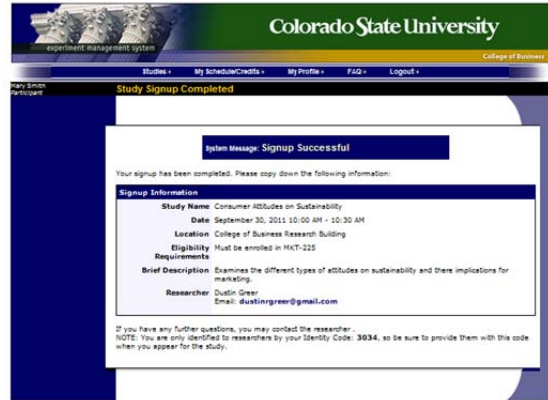 Colorado State University
experiment management system
College of Business
Studies My Schedule/Credits My Profile FAQ Logout
Mary Smith
Participant
Study Signup Completed
System Message: Signup Successful
Your signup has been completed. Please copy down the following information:
Signup Information
Study Name Consumer Attitudes on Sustainability
Date September 30, 2011 10:00 AM - 10:30 AM
Location College of Business Research Building
Eligibility Must be enrolled in MKT-225
Requirements
Brief Description Examines the different types of attitudes on sustainability and there implications for
marketing.
Researcher Dustin Greer
Email: dustinrgreer@gmail.com
If you have any further questions, you may contact the researcher .
NOTE: You are only identified to researchers by your Identity Code: 3034, so be sure to provide them with this code
when you appear for the study.